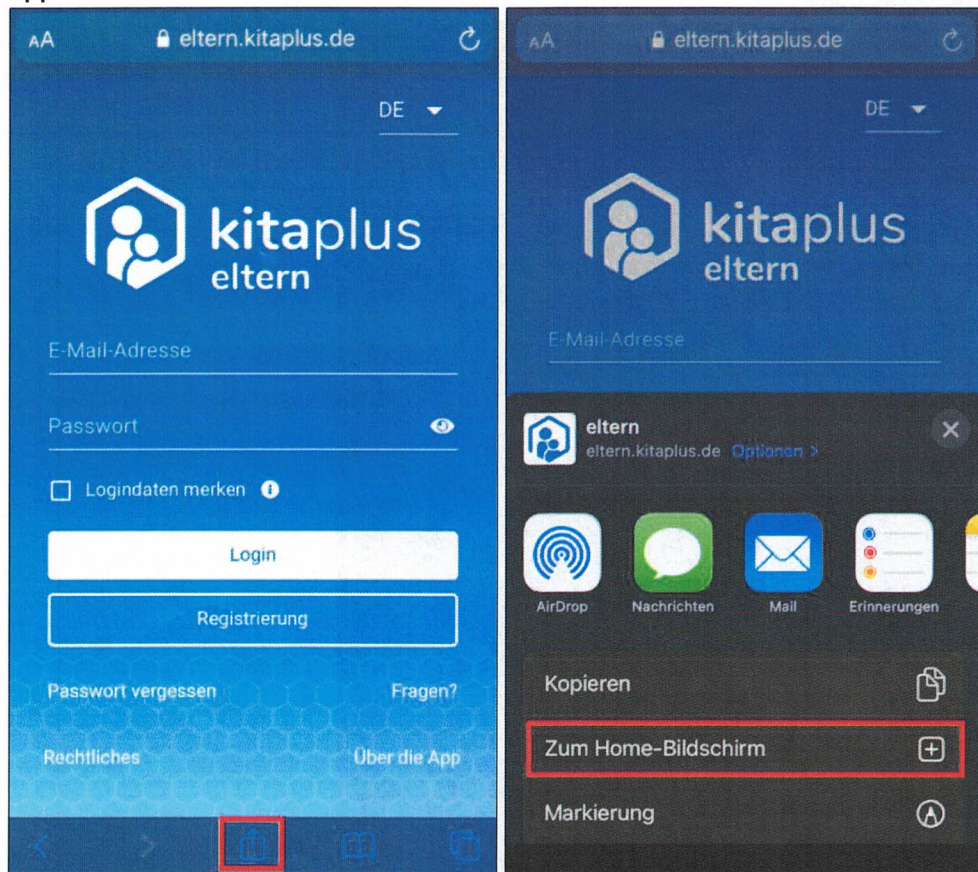 AA eltern.kitaplus.de
DE
kitaplus
eltern
E-Mail-Adresse
Passwort
Logindaten merken
Login
Registrierung
Passwort vergessen Fragen?
Rechtliches Über die App
AA eltern.kitaplus.de
DE
kitaplus
eltern
E-Mail-Adresse
eltern
eltern.kitaplus.de Optionen >
AirDrop Nachrichten Mail Erinnerungen
Kopieren
Zum Home-Bildschirm
Markierung